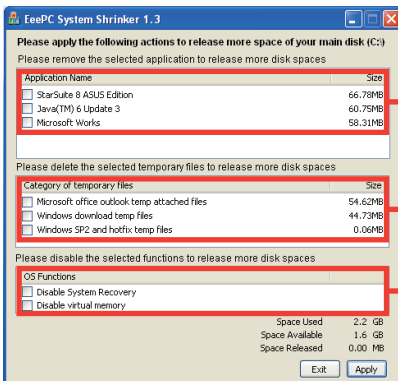 EeePC System Shrinker 1.3
Please apply the following actions to release more space of your main disk (C:)
Please remove the selected application to release more disk spaces
Application Name Size
StarSuite 8 ASUS Edition 66.78MB
Java(TM) 6 Update 3 60.75MB
Microsoft Works 58.31MB
Please delete the selected temporary files to release more disk spaces
Category of temporary files Size
Microsoft office outlook temp attached files 54.62MB
Windows download temp files 44.73MB
Windows SP2 and hotfix temp files 0.06MB
Please disable the selected functions to release more disk spaces
OS Functions
Disable System Recovery
Disable virtual memory
Space Used 2.2 GB
Space Available 1.6 GB
Space Released 0.00 MB
Exit Apply